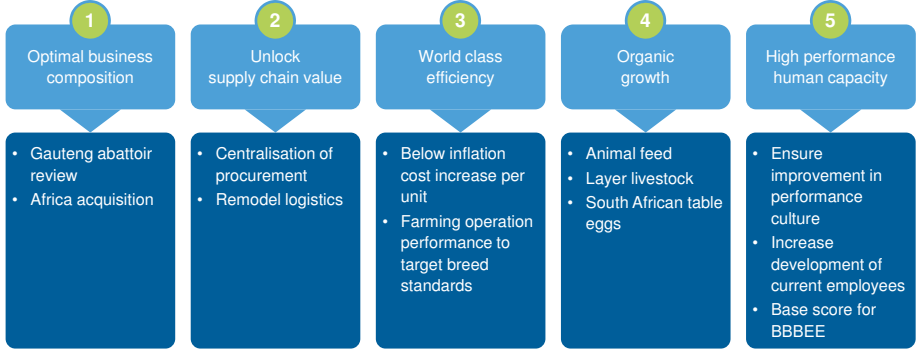 1
Optimal business
composition
• Gauteng abattoir
review
• Africa acquisition
2
Unlock
supply chain value
• Centralisation of
procurement
• Remodel logistics
3
World class
efficiency
• Below inflation
cost increase per
unit
• Farming operation
performance to
target breed
standards
4
Organic
growth
• Animal feed
• Layer livestock
• South African table
eggs
5
High performance
human capacity
• Ensure
improvement in
performance
culture
• Increase
development of
current employees
• Base score for
BBBEE